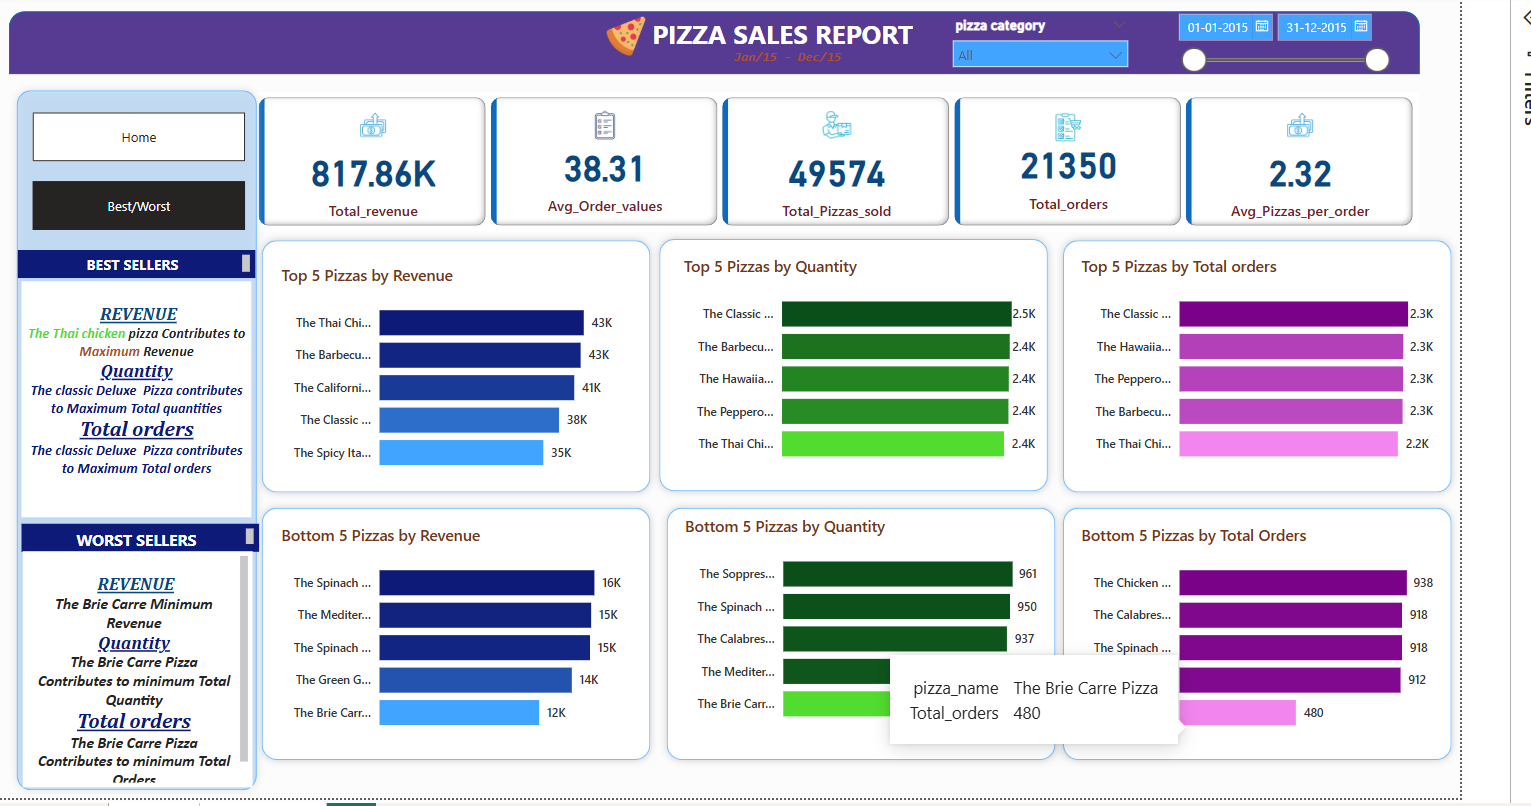 PIZZA SALES REPORT
Jan/15 - Dec/15
pizza category
All
01-01-2015
31-12-2015
Filters
Home
Best/Worst
817.86K
Total_revenue
38.31
Avg_Order_values
49574
Total_Pizzas_sold
21350
Total_orders
2.32
Avg_Pizzas_per_order
BEST SELLERS
REVENUE
The Thai chicken pizza Contributes to
Maximum Revenue
Quantity
The classic Deluxe Pizza contributes
to Maximum Total quantities
Total orders
The classic Deluxe Pizza contributes
to Maximum Total orders
WORST SELLERS
REVENUE
The Brie Carre Minimum
Revenue
Quantity
The Brie Carre Pizza
Contributes to minimum Total
Quantity
Total orders
The Brie Carre Pizza
Contributes to minimum Total
Orders
Top 5 Pizzas by Revenue
The Thai Chi... 43K
The Barbecu... 43K
The Californi... 41K
The Classic ... 38K
The Spicy Ita... 35K
Top 5 Pizzas by Quantity
The Classic ... 2.5K
The Barbecu... 2.4K
The Hawaiia... 2.4K
The Peppero... 2.4K
The Thai Chi... 2.4K
Top 5 Pizzas by Total orders
The Classic ... 2.3K
The Hawaiia... 2.3K
The Peppero... 2.3K
The Barbecu... 2.3K
The Thai Chi... 2.2K
Bottom 5 Pizzas by Revenue
The Spinach ... 16K
The Mediter... 15K
The Spinach ... 15K
The Green G... 14K
The Brie Carr... 12K
Bottom 5 Pizzas by Quantity
The Soppres... 961
The Spinach ... 950
The Calabres... 937
The Mediter...
The Brie Carr...
Bottom 5 Pizzas by Total Orders
The Chicken ... 938
The Calabres... 918
The Spinach ... 918
912
480
pizza_name The Brie Carre Pizza
Total_orders 480